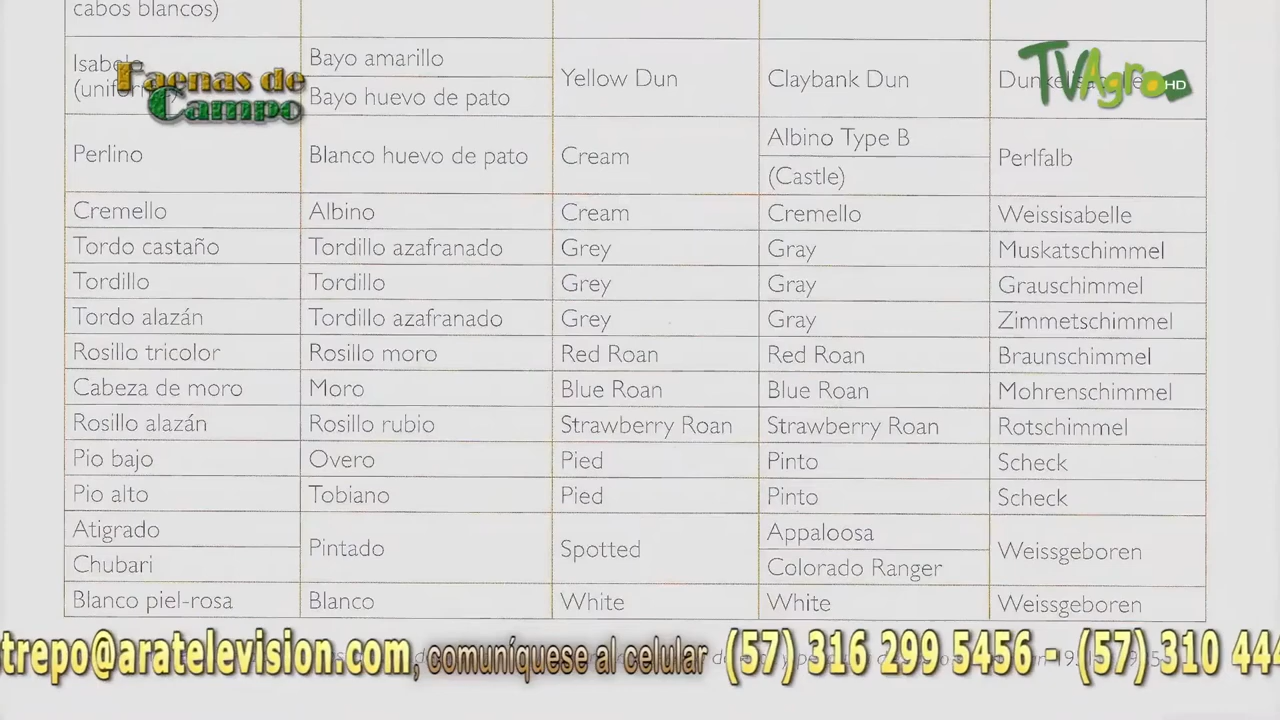 cabos blancos)
Bayo amarillo
Yellow Dun
Claybank Dun
Bayo huevo de pato
Faenas de
Campo
TVAgro HD
Perlino
Blanco huevo de pato
Cream
Albino Type B
(Castle)
Perlfalb
Cremello
Albino
Cream
Cremello
Weissisabelle
Tordo castaño
Tordillo azafranado
Grey
Gray
Muskatschimmel
Tordillo
Tordillo
Grey
Gray
Grauschimmel
Tordo alazán
Tordillo azafranado
Grey
Gray
Zimmetschimmel
Rosillo tricolor
Rosillo moro
Red Roan
Red Roan
Braunschimmel
Cabeza de moro
Moro
Blue Roan
Blue Roan
Mohrenschimmel
Rosillo alazán
Rosillo rubio
Strawberry Roan
Strawberry Roan
Rotschimmel
Pio bajo
Overo
Pied
Pinto
Scheck
Pio alto
Tobiano
Pied
Pinto
Scheck
Atigrado
Chubari
Pintado
Spotted
Appaloosa
Colorado Ranger
Weissgeboren
Blanco piel-rosa
Blanco
White
White
Weissgeboren
trepo@aratelevision.com, comuníquese al celular (57) 316 299 5456 - (57) 310 444